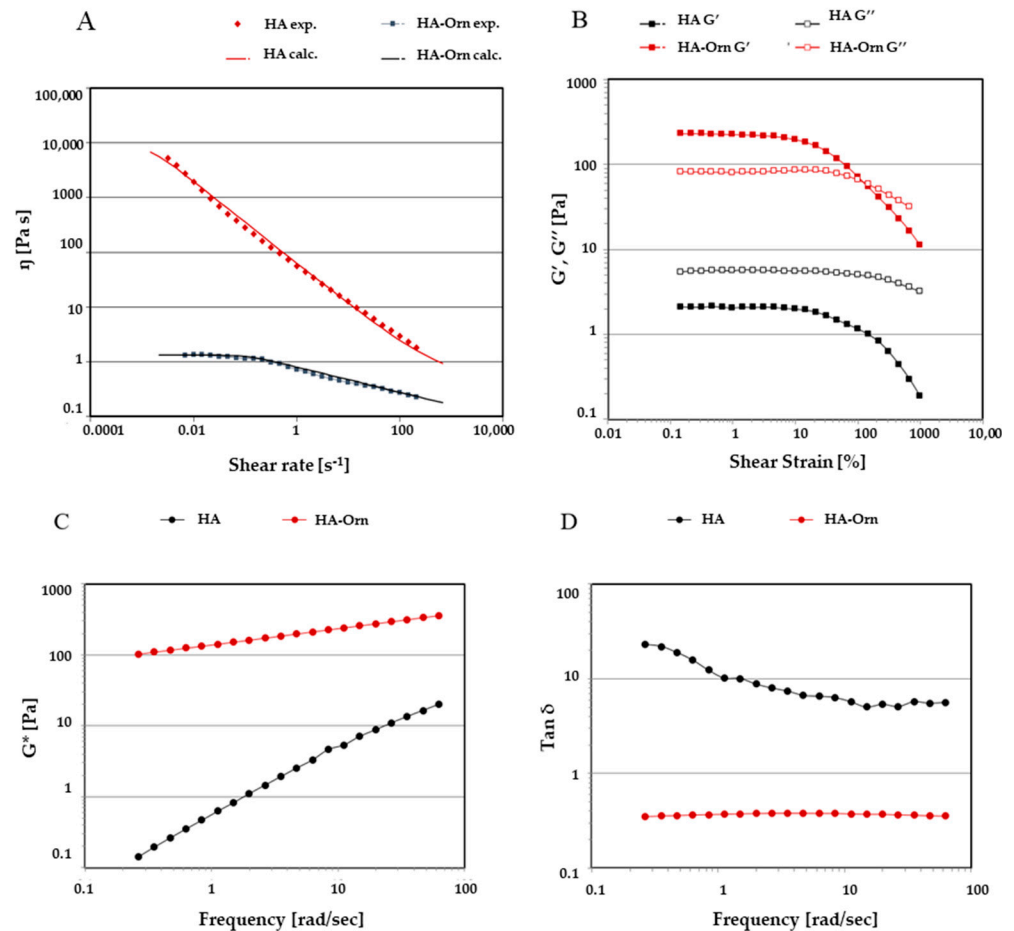 A
HA exp.
HA-Orn exp.
HA calc.
HA-Orn calc.
100,000
10,000
1000
100
10
1
0.1
η [Pa s]
0.0001
0.01
1
100
10,000
Shear rate [s-1]
B
HA G′
HA G′′
HA-Orn G′
HA-Orn G′′
1000
100
10
1
0.1
G′, G′′ [Pa]
0.01
0.1
1
10
100
1000
10,00
Shear Strain [%]
C
HA
HA-Orn
1000
100
10
1
0.1
G* [Pa]
0.1
1
10
100
Frequency [rad/sec]
D
HA
HA-Orn
100
10
1
0.1
Tan δ
0.1
1
10
100
Frequency [rad/sec]